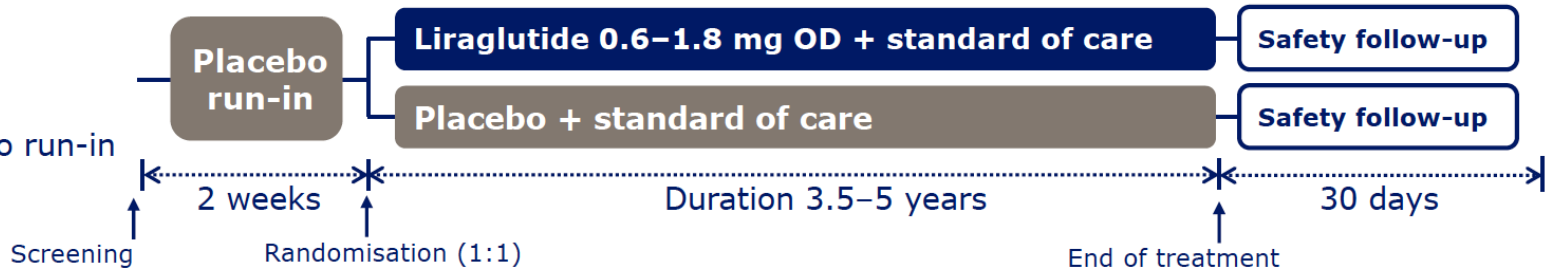 Placebo
run-in
Liraglutide 0.6–1.8 mg OD + standard of care
Safety follow-up
Placebo + standard of care
Safety follow-up
run-in
2 weeks
Duration 3.5–5 years
30 days
Screening
Randomisation (1:1)
End of treatment